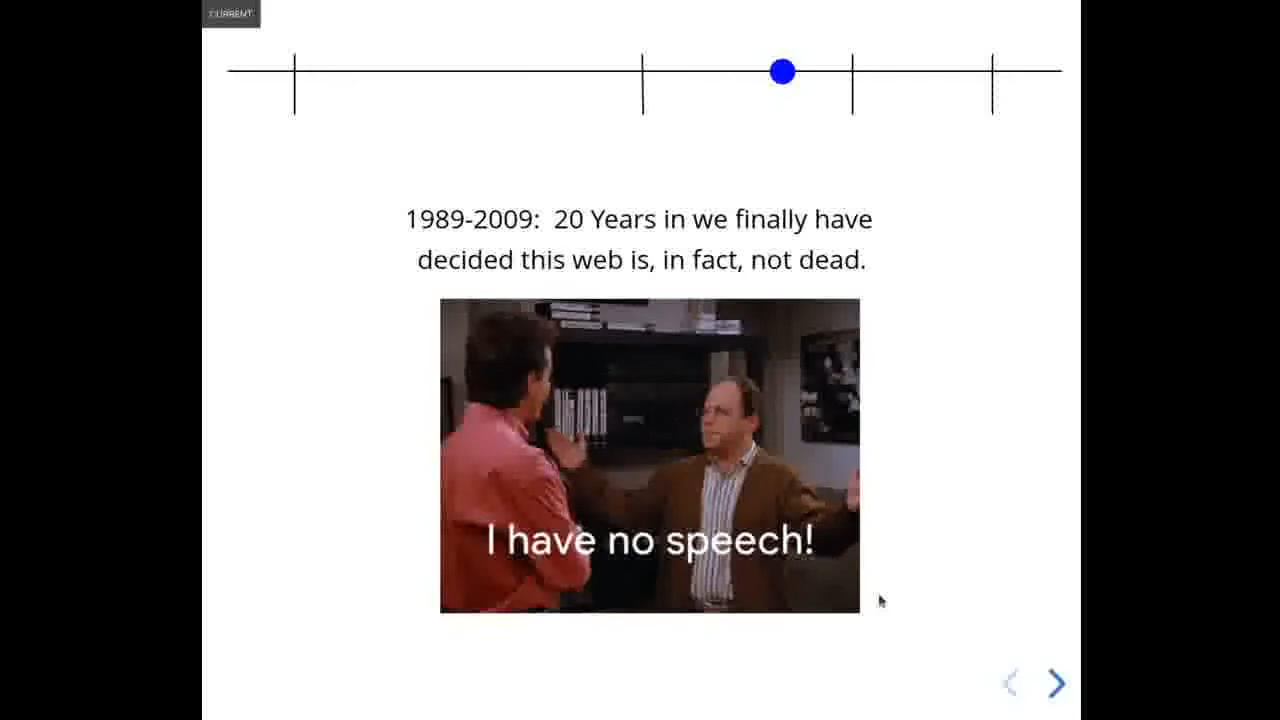 CURRENT
1989-2009:  20 Years in we finally have
decided this web is, in fact, not dead.
I have no speech!